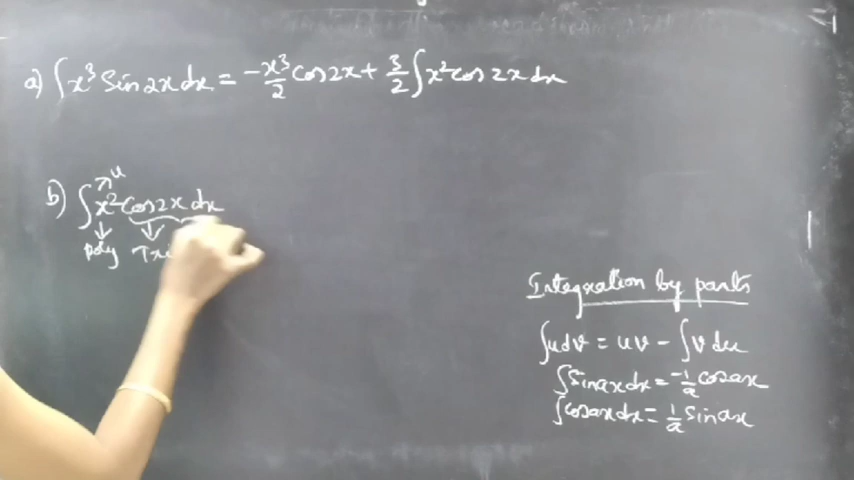 a) ∫x³ Sin2x dx = -x³/2 cos2x + 3/2 ∫x² cos 2x dx
u
b) ∫x² cos2x dx
poly
Integration by parts
∫udv = uv - ∫v du
∫sinax dx = -1/a cosax
∫cosax dx = 1/a sinax